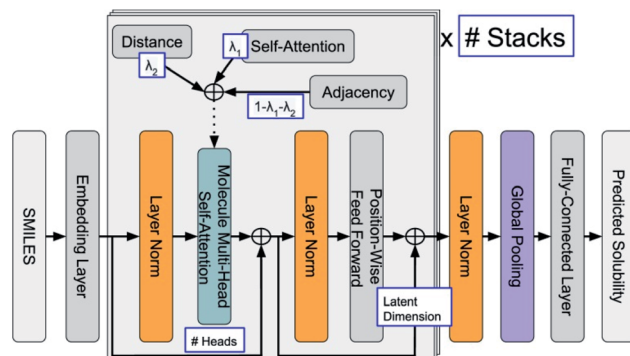 Distance
λ₁
Self-Attention
x # Stacks
λ₂
Adjacency
1-λ₁-λ₂
SMILES
Embedding Layer
Layer Norm
Molecule Multi-Head
Self-Attention
Layer Norm
Position-Wise
Feed Forward
Layer Norm
Global Pooling
Fully-Connected
Layer
Predicted Solubility
# Heads
Latent
Dimension